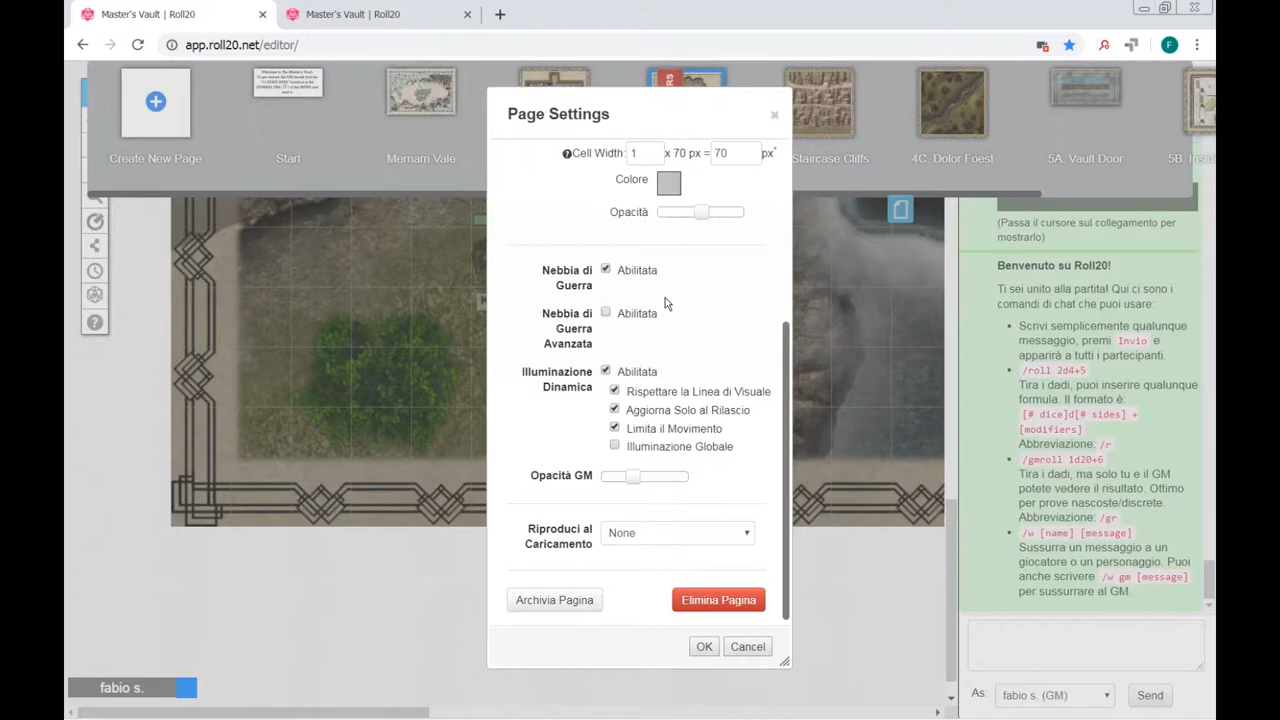 Master's Vault | Roll20
Master's Vault | Roll20
app.roll20.net/editor/
F
Create New Page
Start
Mernam Vale
Staircase Cliffs
4C. Dolor Foest
5A. Vault Door
Page Settings
Cell Width: 1 x 70 px = 70 px*
Colore
Opacità
Nebbia di Guerra
Abilitata
Nebbia di Guerra Avanzata
Abilitata
Illuminazione Dinamica
Abilitata
Rispettare la Linea di Visuale
Aggiorna Solo al Rilascio
Limita il Movimento
Illuminazione Globale
Opacità GM
Riproduci al Caricamento
None
Archivia Pagina
Elimina Pagina
OK
Cancel
(Passa il cursore sul collegamento per
mostrarlo)
Benvenuto su Roll20!
Ti sei unito alla partita! Qui ci sono i
comandi di chat che puoi usare:
Scrivi semplicemente qualunque
messaggio, premi Invio e
apparirà a tutti i partecipanti.
/roll 2d4+5
Tira i dadi, puoi inserire qualunque
formula. Il formato è:
[# dice]d[# sides] +
[modifiers]
Abbreviazione: /r
/gmroll 1d20+6
Tira i dadi, ma solo tu e il GM
potete vedere il risultato. Ottimo
per prove nascoste/discrete.
Abbreviazione: /gr
/w [name] [message]
Sussurra un messaggio a un
giocatore o un personaggio. Puoi
anche scrivere /w gm [message]
per sussurrare al GM.
As: fabio s. (GM)
Send
fabio s.